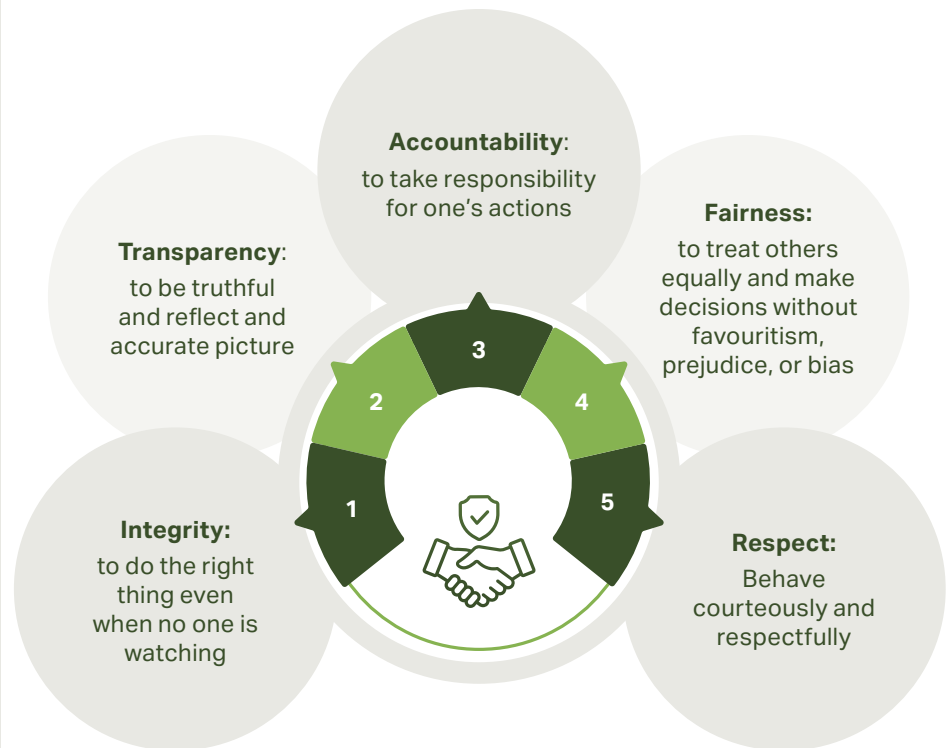 1
Integrity:
to do the right
thing even
when no one is
watching
2
Transparency:
to be truthful
and reflect and
accurate picture
3
Accountability:
to take responsibility
for one's actions
4
Fairness:
to treat others
equally and make
decisions without
favouritism,
prejudice, or bias
5
Respect:
Behave
courteously and
respectfully